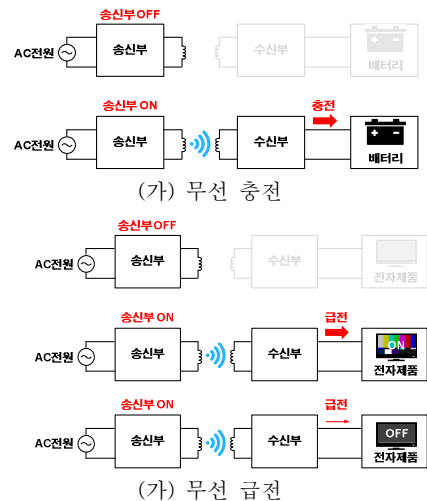 송신부OFF
AC전원 송신부 수신부 배터리
송신부 ON 충전
AC전원 송신부 수신부 배터리
(가) 무선 충전
송신부OFF
AC전원 송신부 수신부 전자제품
송신부 ON 급전
AC전원 송신부 수신부 ON 전자제품
송신부 ON 급전
AC전원 송신부 수신부 OFF 전자제품
(가) 무선 급전